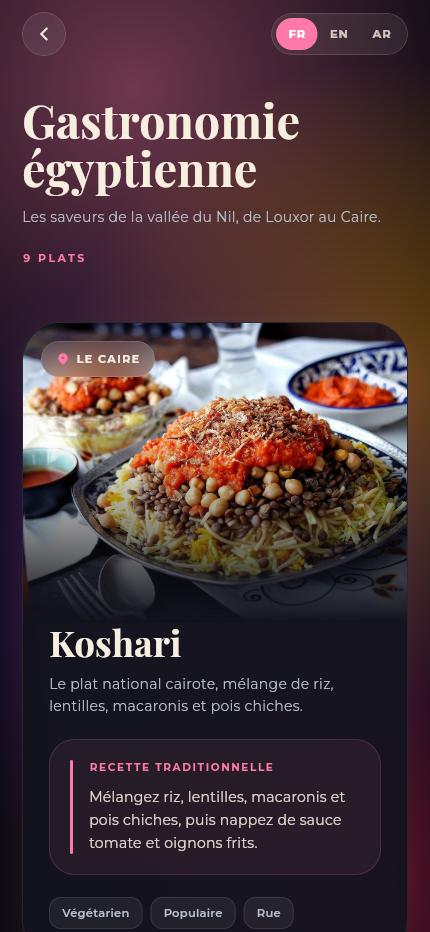 FR EN AR
Gastronomie
égyptienne
Les saveurs de la vallée du Nil, de Louxor au Caire.
9 PLATS
LE CAIRE
Koshari
Le plat national cairote, mélange de riz,
lentilles, macaronis et pois chiches.
RECETTE TRADITIONNELLE
Mélangez riz, lentilles, macaronis et
pois chiches, puis nappez de sauce
tomate et oignons frits.
Végétarien Populaire Rue